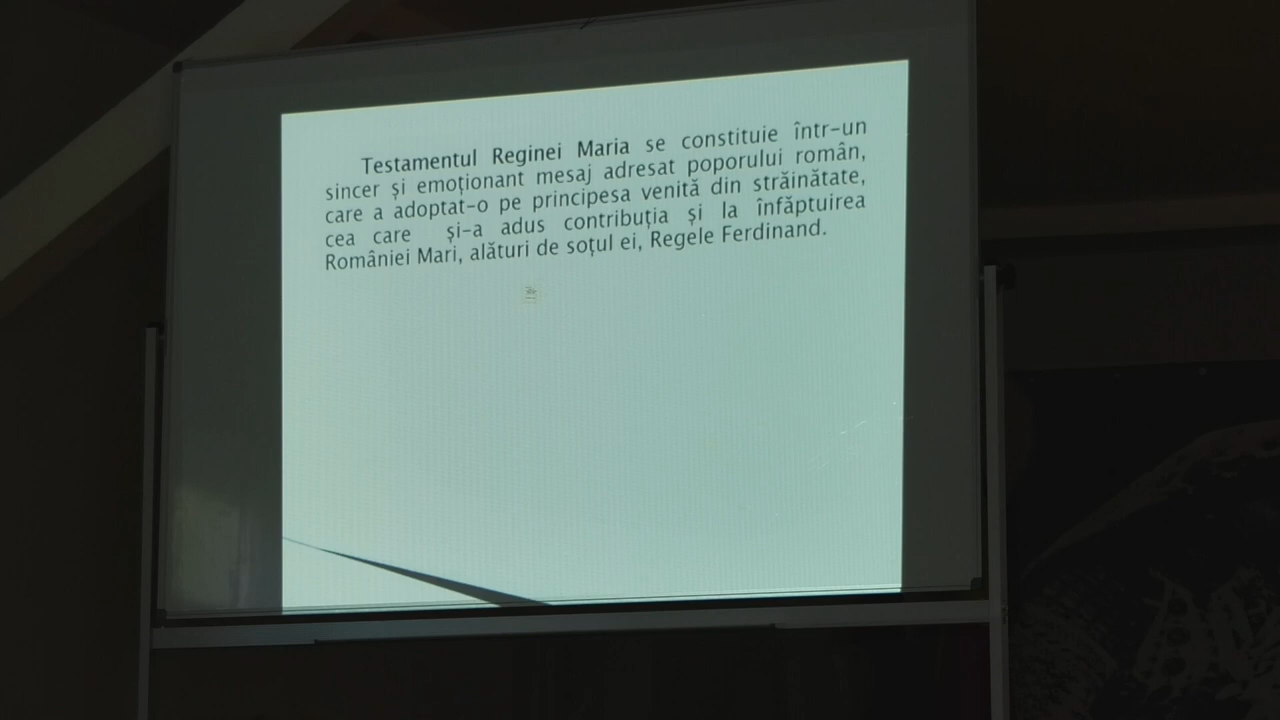 Testamentul Reginei Maria se constituie într-un
sincer și emoționant mesaj adresat poporului român,
care a adoptat-o pe principesa venită din străinătate,
cea care și-a adus contribuția și la înfăptuirea
României Mari, alături de soțul ei, Regele Ferdinand.